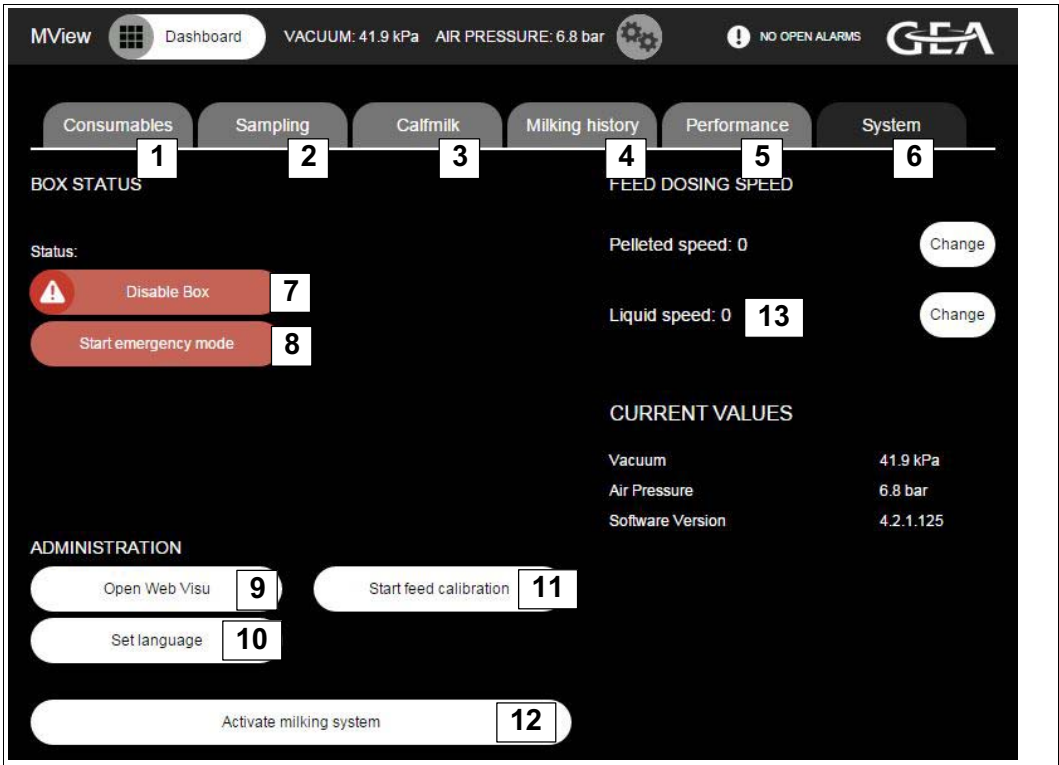 MView Dashboard VACUUM: 41.9 kPa AIR PRESSURE: 6.8 bar NO OPEN ALARMS GEA
Consumables Sampling Calfmilk Milking history Performance System
1 2 3 4 5 6
BOX STATUS FEED DOSING SPEED
Status: Pelleted speed: 0 Change
Disable Box 7
Liquid speed: 0 13 Change
Start emergency mode 8
CURRENT VALUES
Vacuum 41.9 kPa
Air Pressure 6.8 bar
Software Version 4.2.1.125
ADMINISTRATION
Open Web Visu 9 Start feed calibration 11
Set language 10
Activate milking system 12